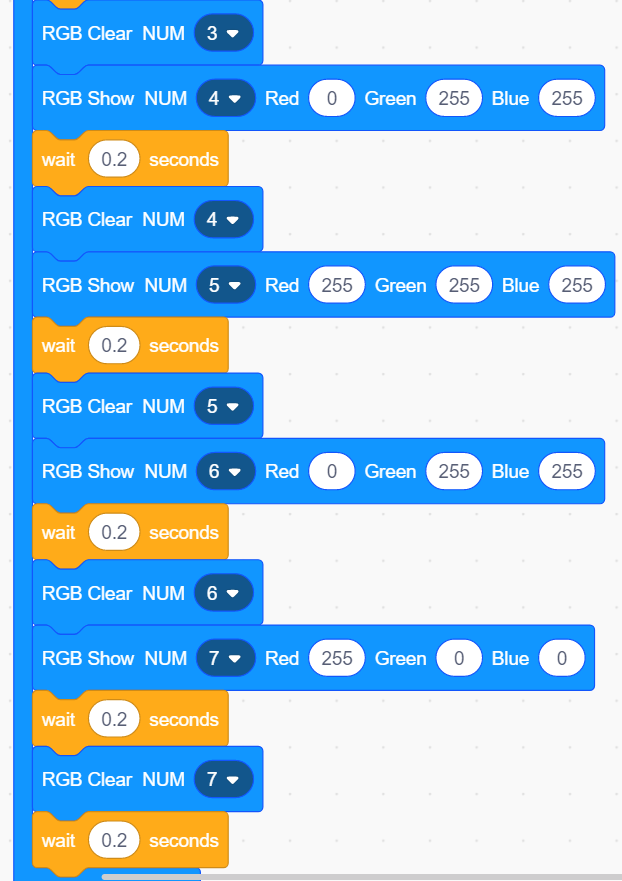 RGB Clear NUM 3
RGB Show NUM 4 Red 0 Green 255 Blue 255
wait 0.2 seconds
RGB Clear NUM 4
RGB Show NUM 5 Red 255 Green 255 Blue 255
wait 0.2 seconds
RGB Clear NUM 5
RGB Show NUM 6 Red 0 Green 255 Blue 255
wait 0.2 seconds
RGB Clear NUM 6
RGB Show NUM 7 Red 255 Green 0 Blue 0
wait 0.2 seconds
RGB Clear NUM 7
wait 0.2 seconds